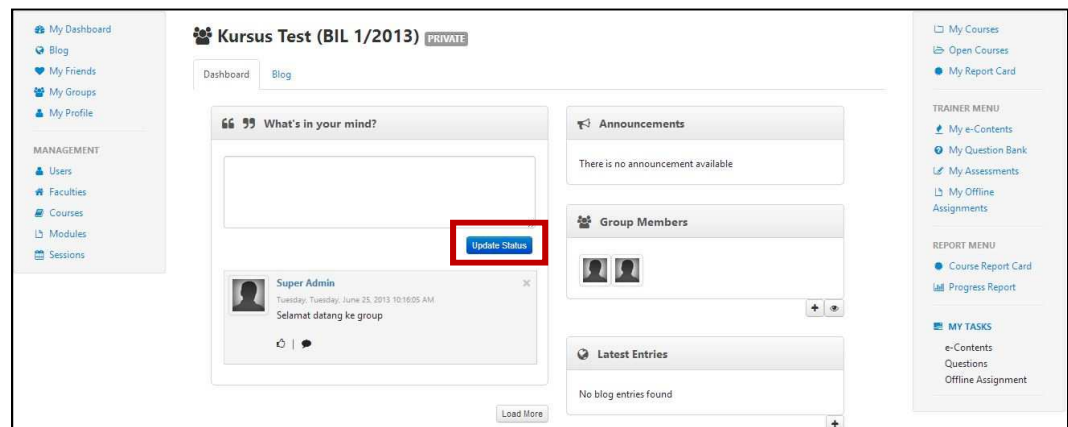 My Dashboard
Blog
My Friends
My Groups
My Profile
MANAGEMENT
Users
Faculties
Courses
Modules
Sessions
Kursus Test (BIL 1/2013) PRIVATE
Dashboard Blog
What's in your mind?
Update Status
Super Admin
Tuesday, Tuesday, June 25, 2013 10:16:05 AM
Selamat datang ke group
Load More
Announcements
There is no announcement available
Group Members
Latest Entries
No blog entries found
My Courses
Open Courses
My Report Card
TRAINER MENU
My e-Contents
My Question Bank
My Assessments
My Offline
Assignments
REPORT MENU
Course Report Card
Progress Report
MY TASKS
e-Contents
Questions
Offline Assignment